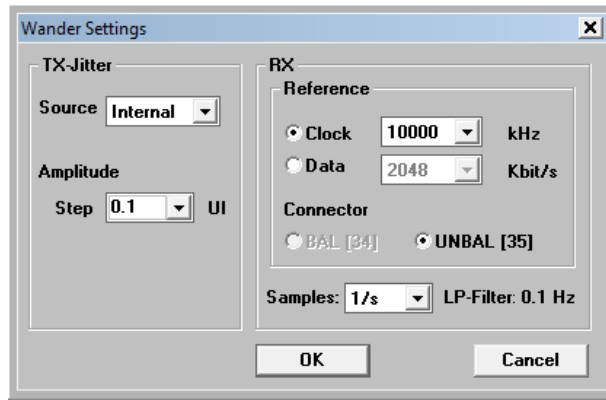 Wander Settings
TX-Jitter
Source Internal
Amplitude
Step 0.1 UI
RX
Reference
Clock 10000 kHz
Data 2048 Kbit/s
Connector
BAL [34] UNBAL [35]
Samples: 1/s LP-Filter: 0.1 Hz
OK Cancel